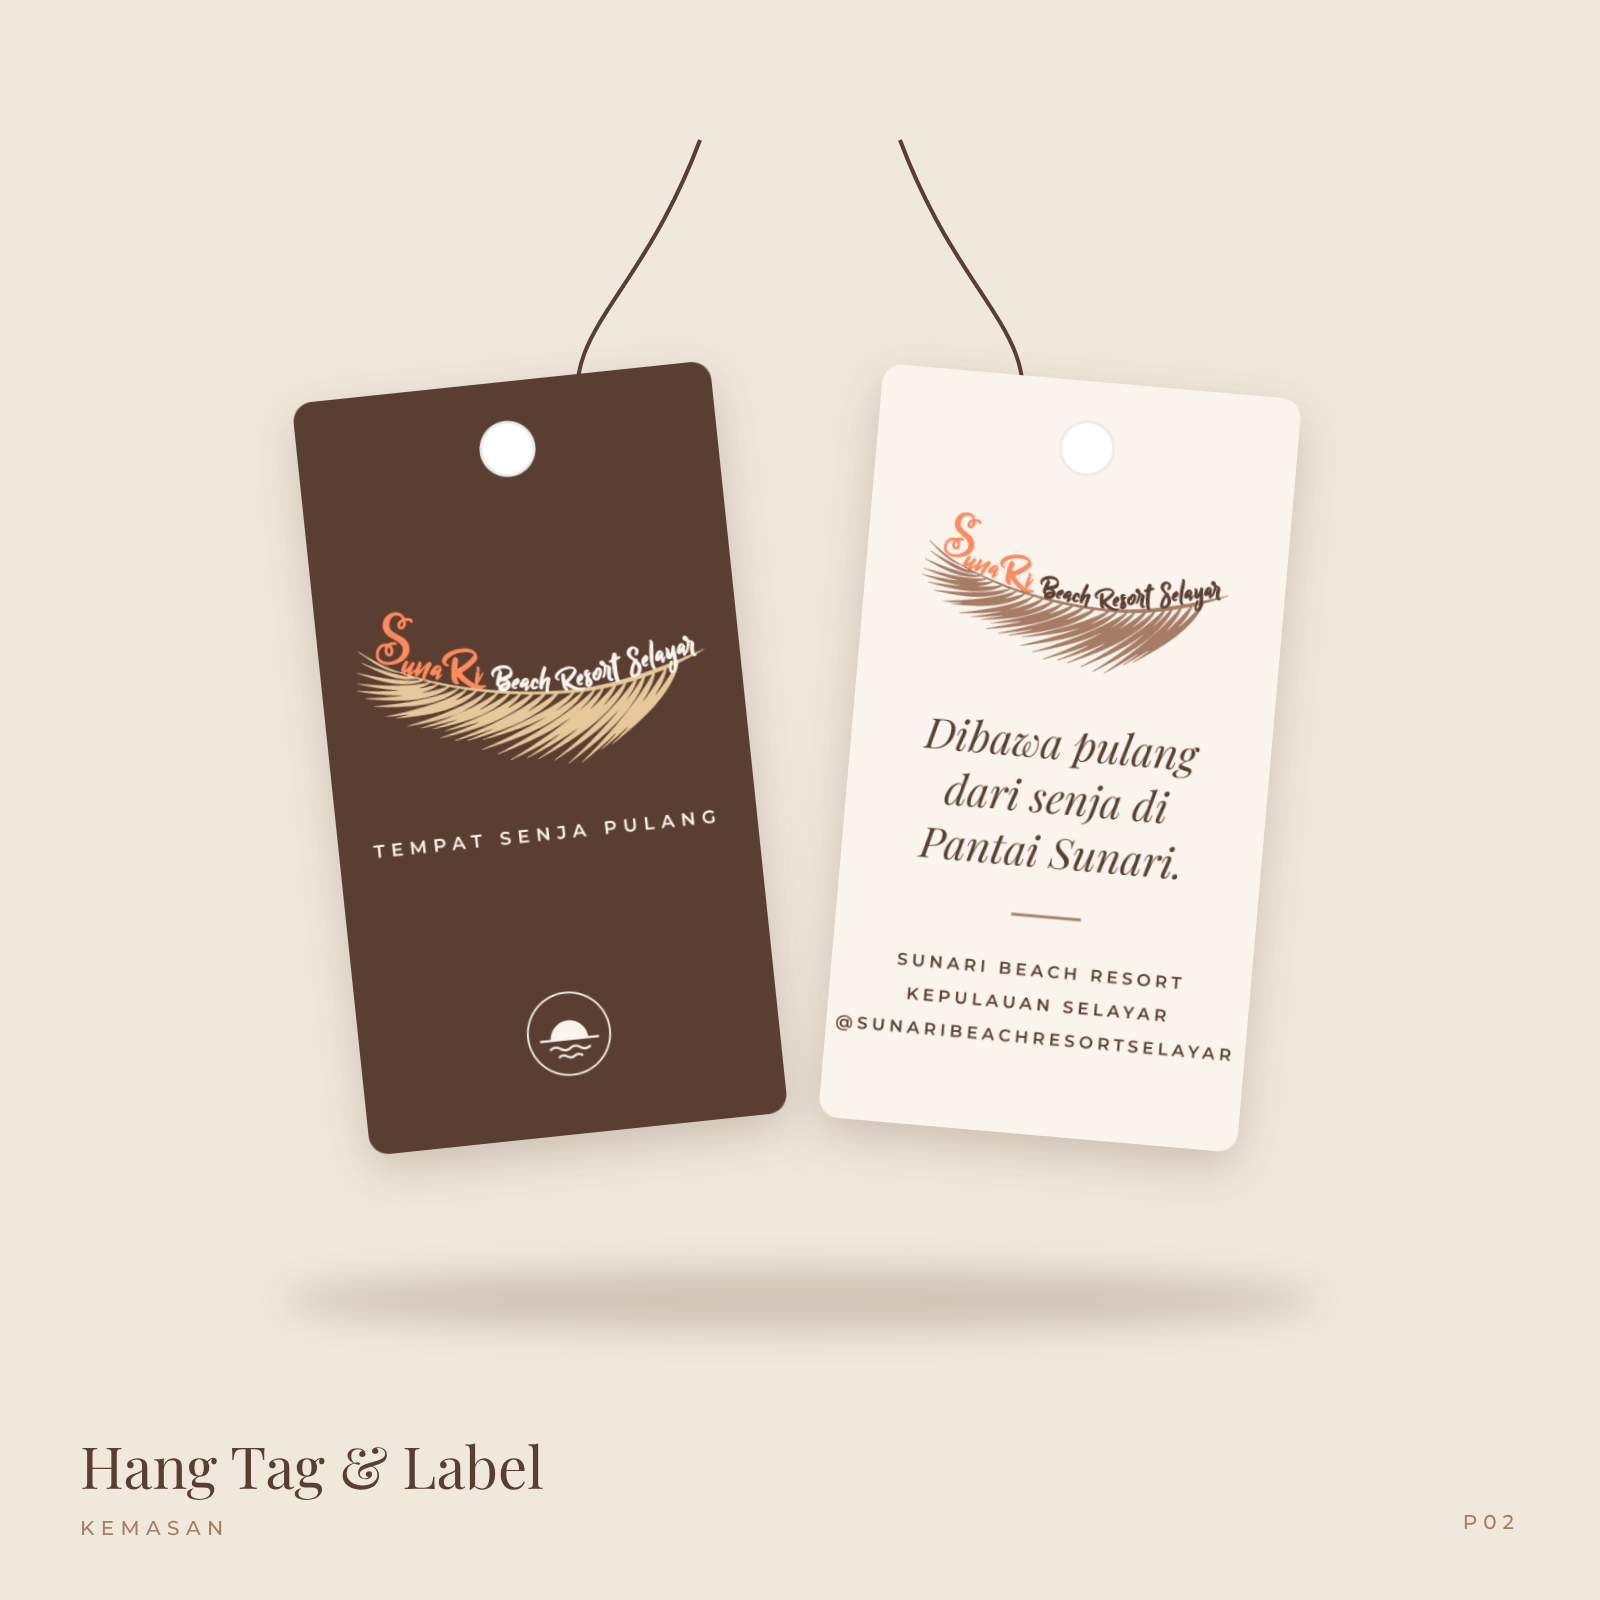 SunaRi Beach Resort Selayar
TEMPAT SENJA PULANG
SunaRi Beach Resort Selayar
Dibawa pulang
dari senja di
Pantai Sunari.
SUNARI BEACH RESORT
KEPULAUAN SELAYAR
@SUNARIBEACHRESORTSELAYAR
Hang Tag & Label
KEMASAN
P02